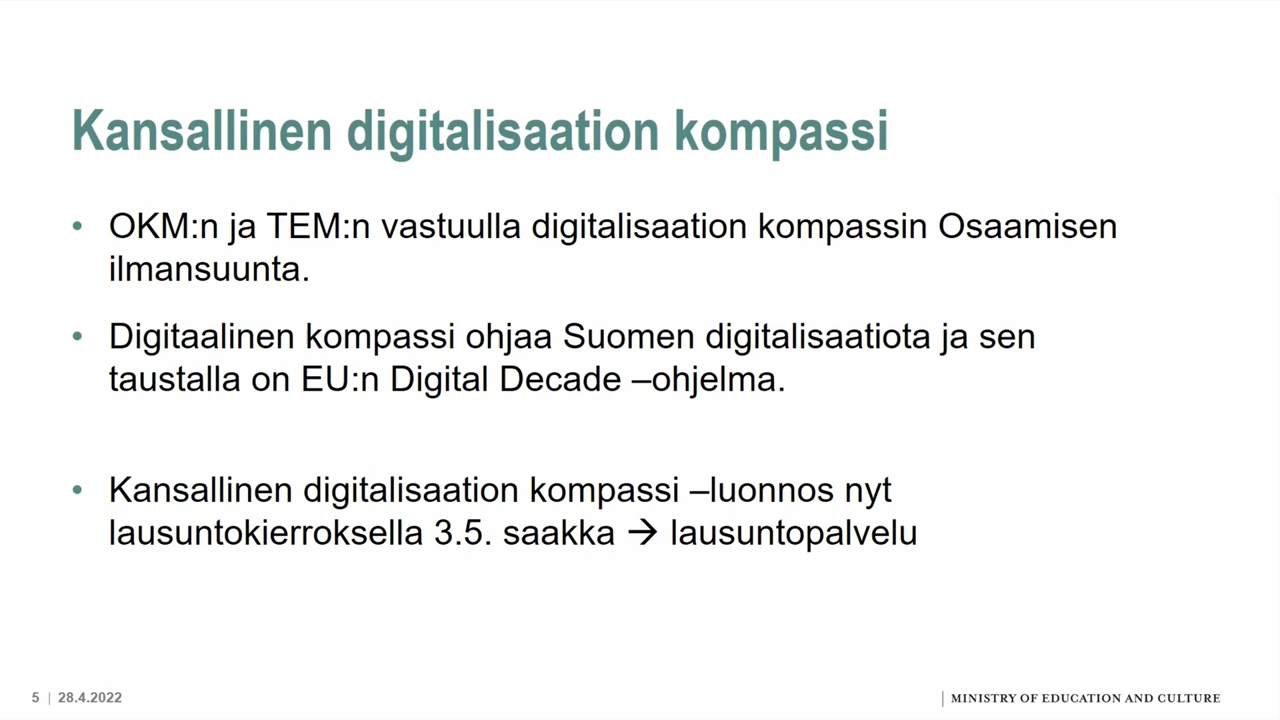 Kansallinen digitalisaation kompassi
• OKM:n ja TEM:n vastuulla digitalisaation kompassin Osaamisen
ilmansuunta.
• Digitaalinen kompassi ohjaa Suomen digitalisaatiota ja sen
taustalla on EU:n Digital Decade –ohjelma.
• Kansallinen digitalisaation kompassi –luonnos nyt
lausuntokierroksella 3.5. saakka → lausuntopalvelu
5 | 28.4.2022
| MINISTRY OF EDUCATION AND CULTURE